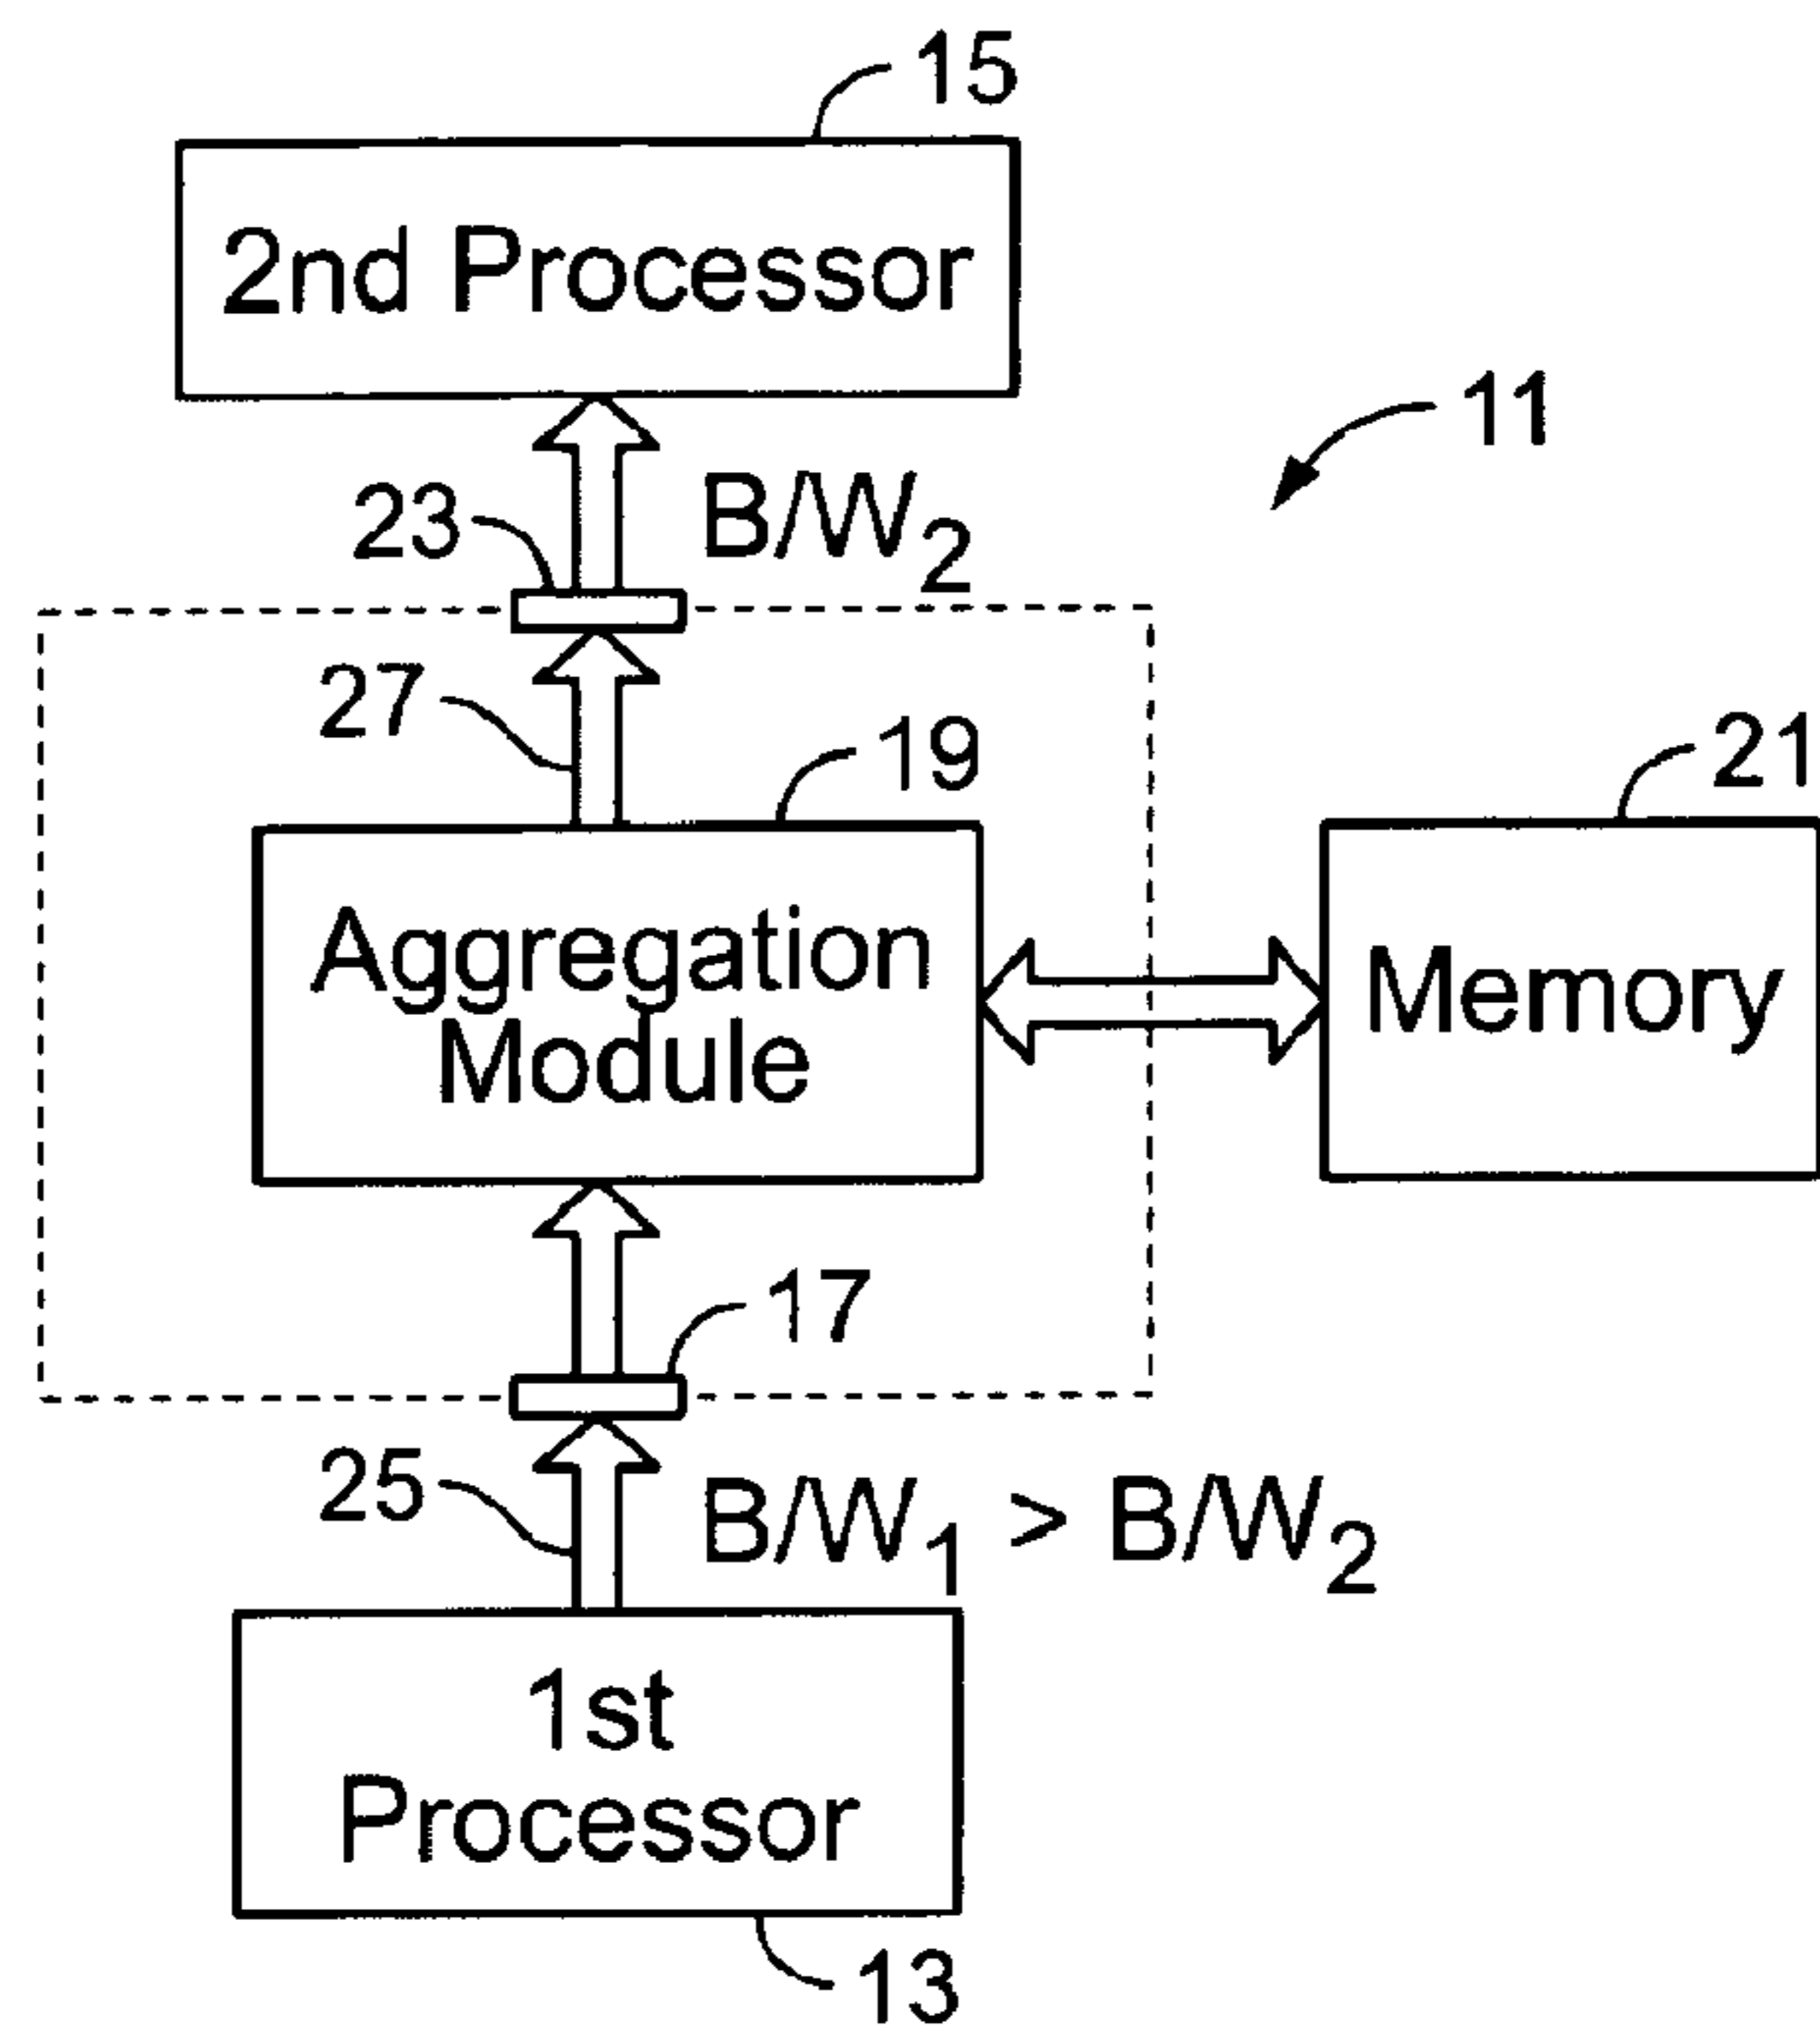 15
2nd Processor
11
23
B/W2
27
19
21
Aggregation
Module
Memory
17
25
B/W1 > B/W2
1st
Processor
13